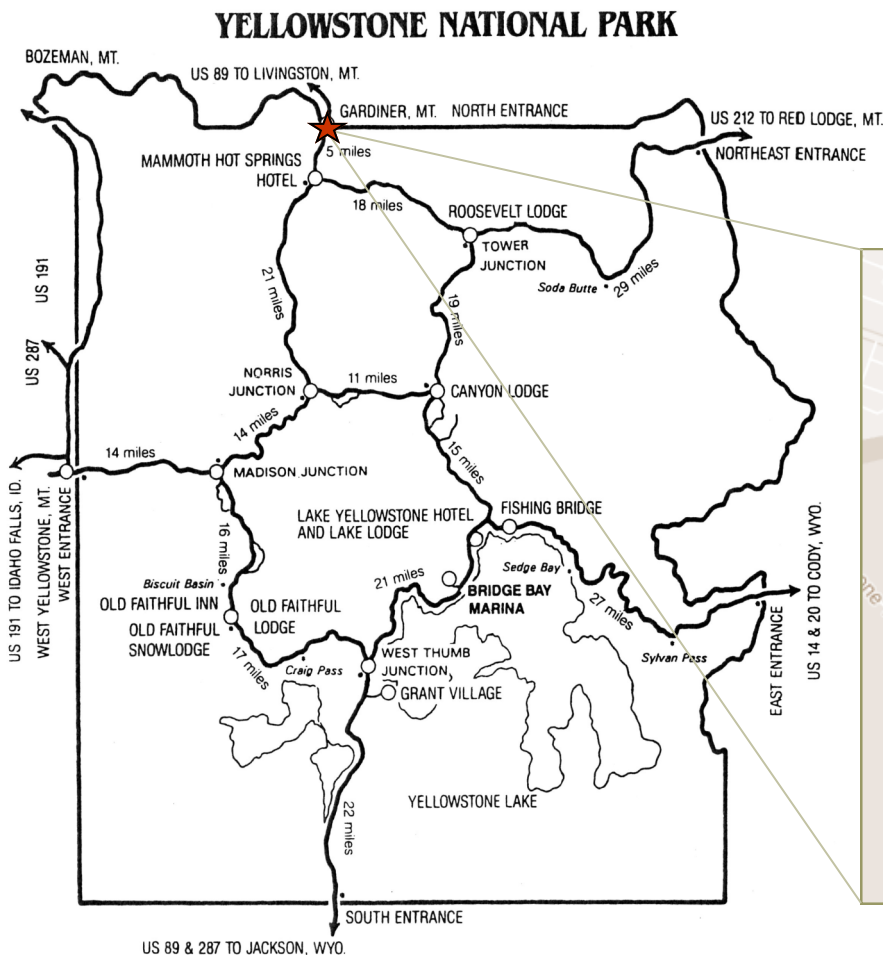 YELLOWSTONE NATIONAL PARK
BOZEMAN, MT.
US 89 TO LIVINGSTON, MT.
GARDINER, MT. NORTH ENTRANCE
US 212 TO RED LODGE, MT.
NORTHEAST ENTRANCE
5 miles
MAMMOTH HOT SPRINGS
HOTEL
18 miles
ROOSEVELT LODGE
TOWER
JUNCTION
Soda Butte
29 miles
US 191
21 miles
19 miles
US 287
NORRIS
JUNCTION
11 miles
CANYON LODGE
14 miles
14 miles
MADISON JUNCTION
15 miles
US 191 TO IDAHO FALLS, ID.
WEST YELLOWSTONE, MT.
WEST ENTRANCE
LAKE YELLOWSTONE HOTEL
AND LAKE LODGE
FISHING BRIDGE
16 miles
Sedge Bay
21 miles
Biscuit Basin
BRIDGE BAY
MARINA
27 miles
OLD FAITHFUL INN
OLD FAITHFUL
LODGE
OLD FAITHFUL
SNOWLODGE
17 miles
Craig Pass
WEST THUMB
JUNCTION
GRANT VILLAGE
Sylvan Pass
EAST ENTRANCE
US 14 & 20 TO CODY, WYO.
YELLOWSTONE LAKE
22 miles
SOUTH ENTRANCE
US 89 & 287 TO JACKSON, WYO.